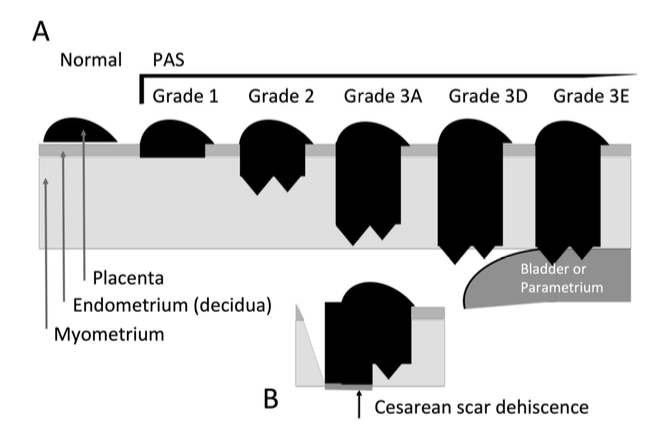 A
Normal PAS
Grade 1 Grade 2 Grade 3A Grade 3D Grade 3E
Bladder or
Parametrium
Placenta
Endometrium (decidua)
Myometrium
B
Cesarean scar dehiscence